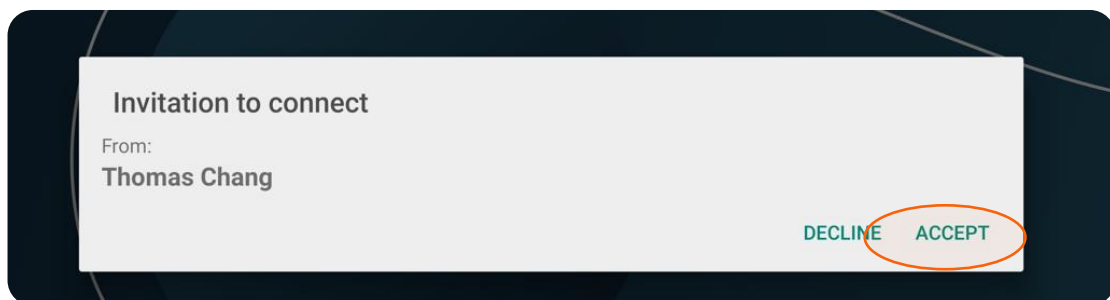 Invitation to connect
From:
Thomas Chang
DECLINE ACCEPT